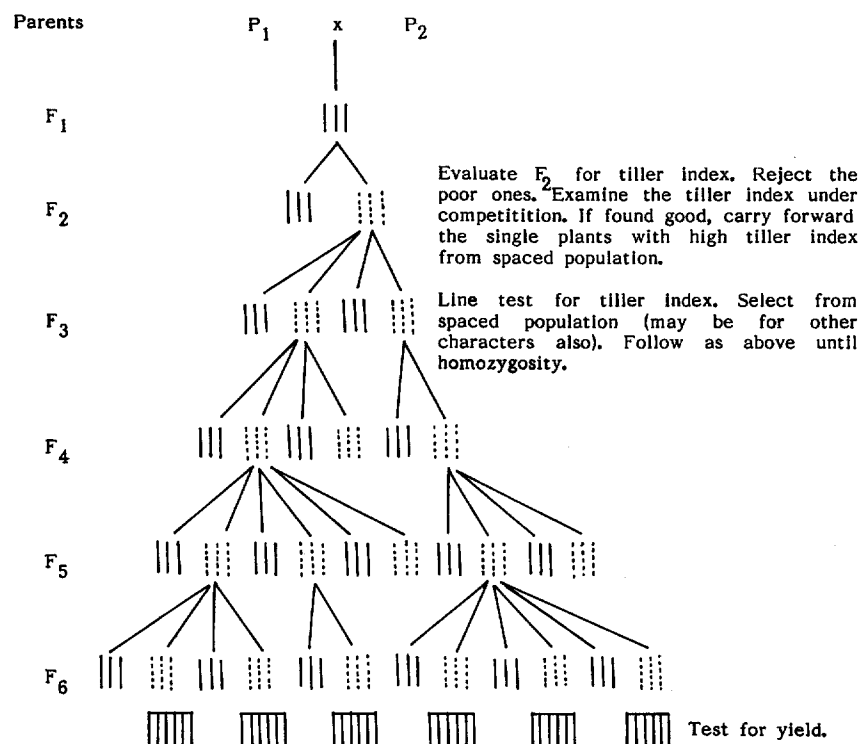 Parents P1 x P2
F1
F2
Evaluate F2 for tiller index. Reject the
poor ones. Examine the tiller index under
competitition. If found good, carry forward
the single plants with high tiller index
from spaced population.
F3
Line test for tiller index. Select from
spaced population (may be for other
characters also). Follow as above until
homozygosity.
F4
F5
F6
Test for yield.